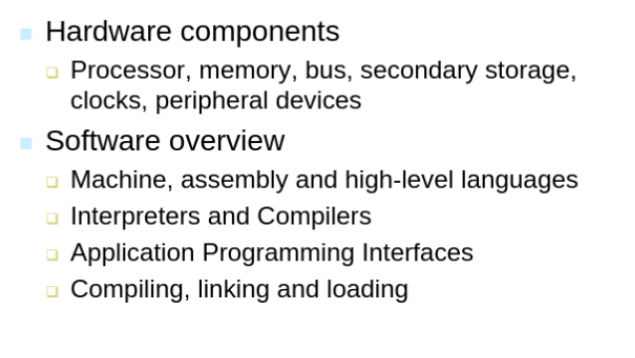 Hardware components
Processor, memory, bus, secondary storage,
clocks, peripheral devices
Software overview
Machine, assembly and high-level languages
Interpreters and Compilers
Application Programming Interfaces
Compiling, linking and loading